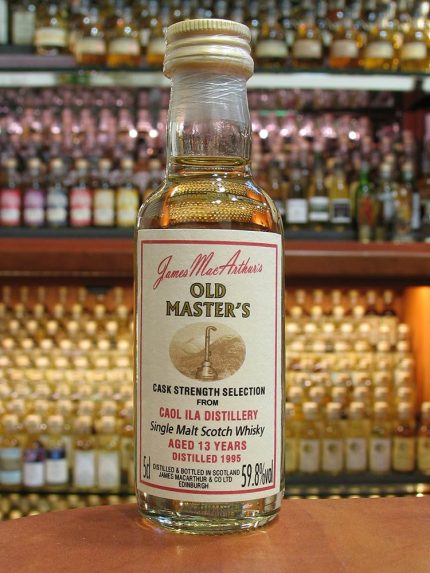 James MacArthur's
OLD
MASTER'S
CASK STRENGTH SELECTION
FROM
CAOL ILA DISTILLERY
Single Malt Scotch Whisky
AGED 13 YEARS
DISTILLED 1995
5cl DISTILLED & BOTTLED IN SCOTLAND 59.8%vol
JAMES MACARTHUR & CO LTD
EDINBURGH